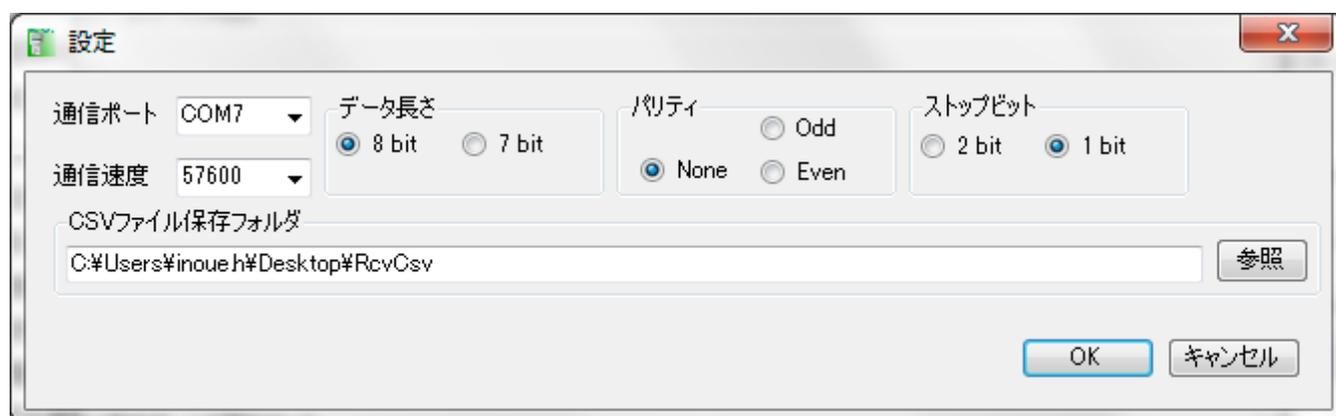 設定
通信ポート COM7
データ長さ
8 bit 7 bit
パリティ
Odd
None Even
ストップビット
2 bit 1 bit
通信速度 57600
CSVファイル保存フォルダ
C:¥Users¥inoue.h¥Desktop¥RcvCsv 参照
OK キャンセル